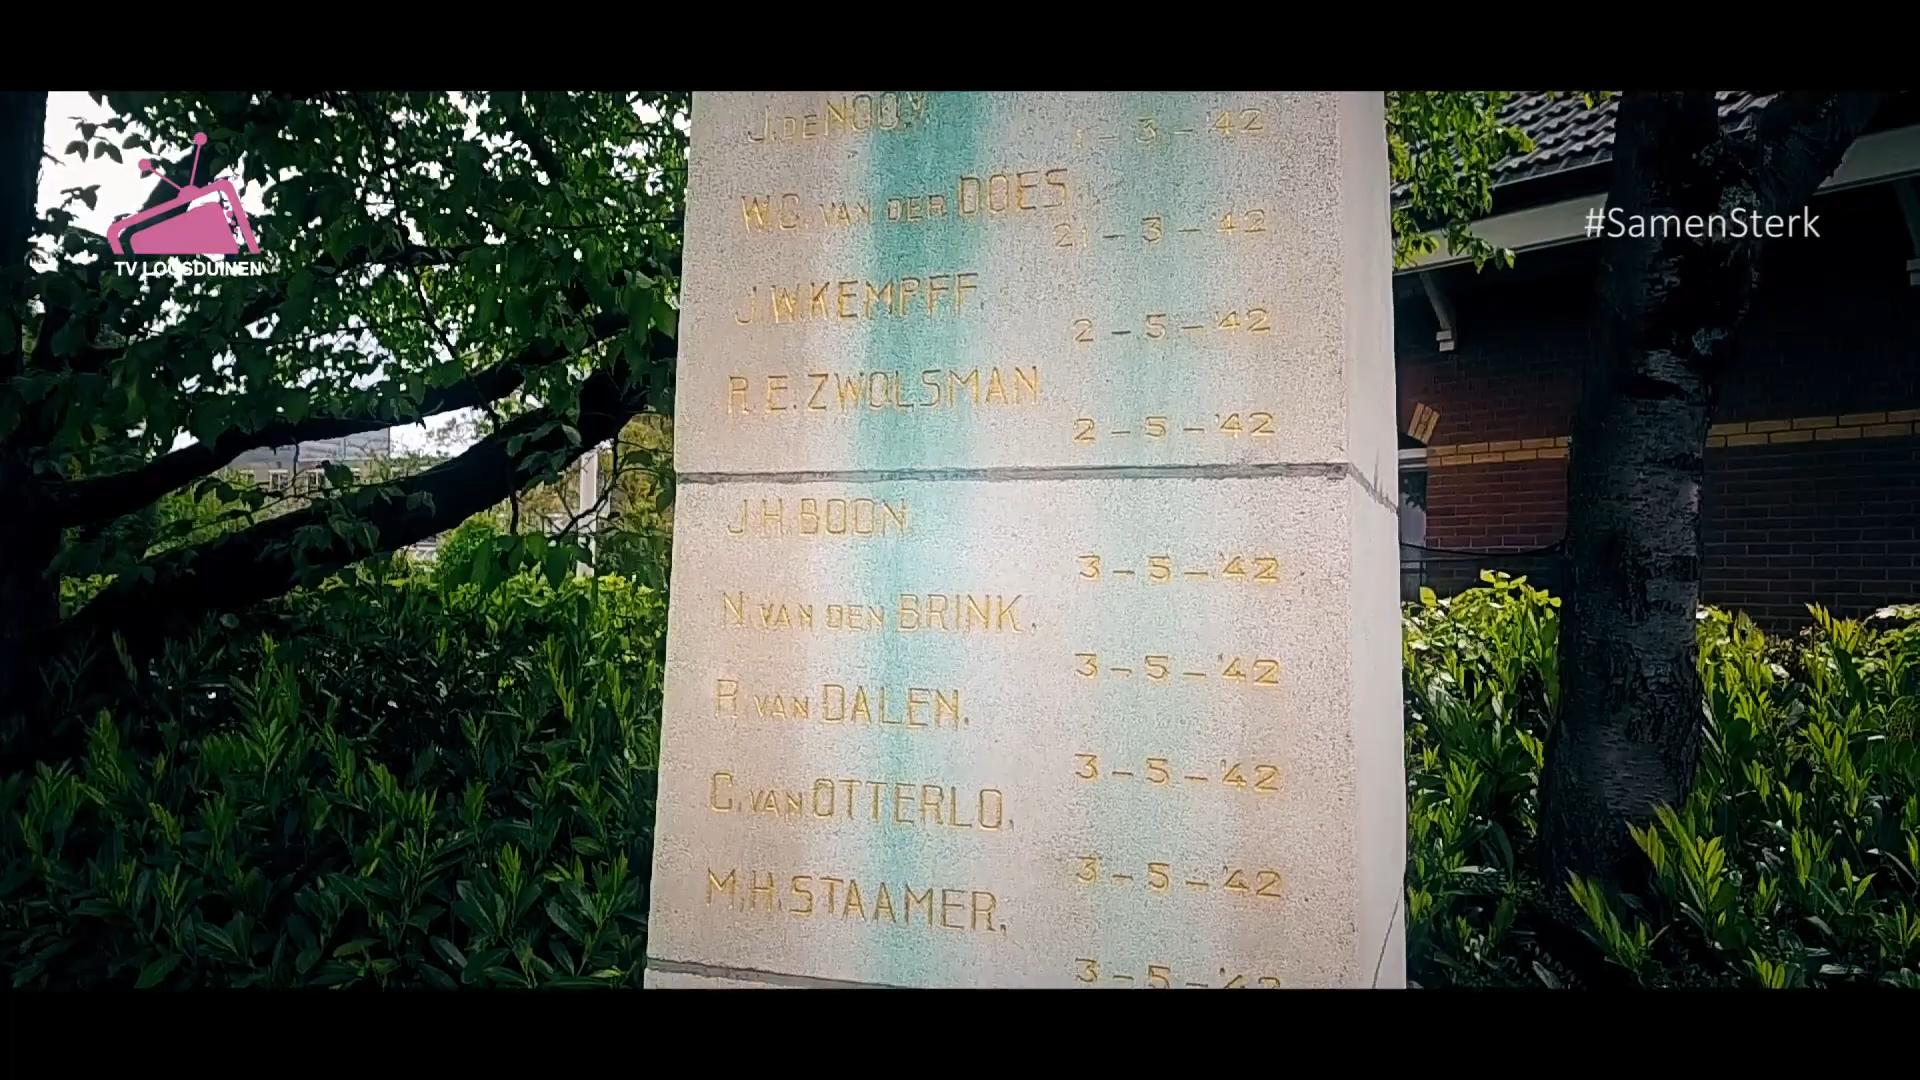 J. DE NOOY. 1 - 3 - '42
W.C. VAN DER DOES. 21 - 3 - '42
J.W. KEMPFF. 2 - 5 - '42
R.E. ZWOLSMAN. 2 - 5 - '42
J.H. BOON. 3 - 5 - '42
N. VAN DEN BRINK. 3 - 5 - '42
R. VAN DALEN. 3 - 5 - '42
C. VAN OTTERLO. 3 - 5 - '42
M.H. STAAMER. 3 - 5 - '42
TV LOOSDUINEN
#SamenSterk